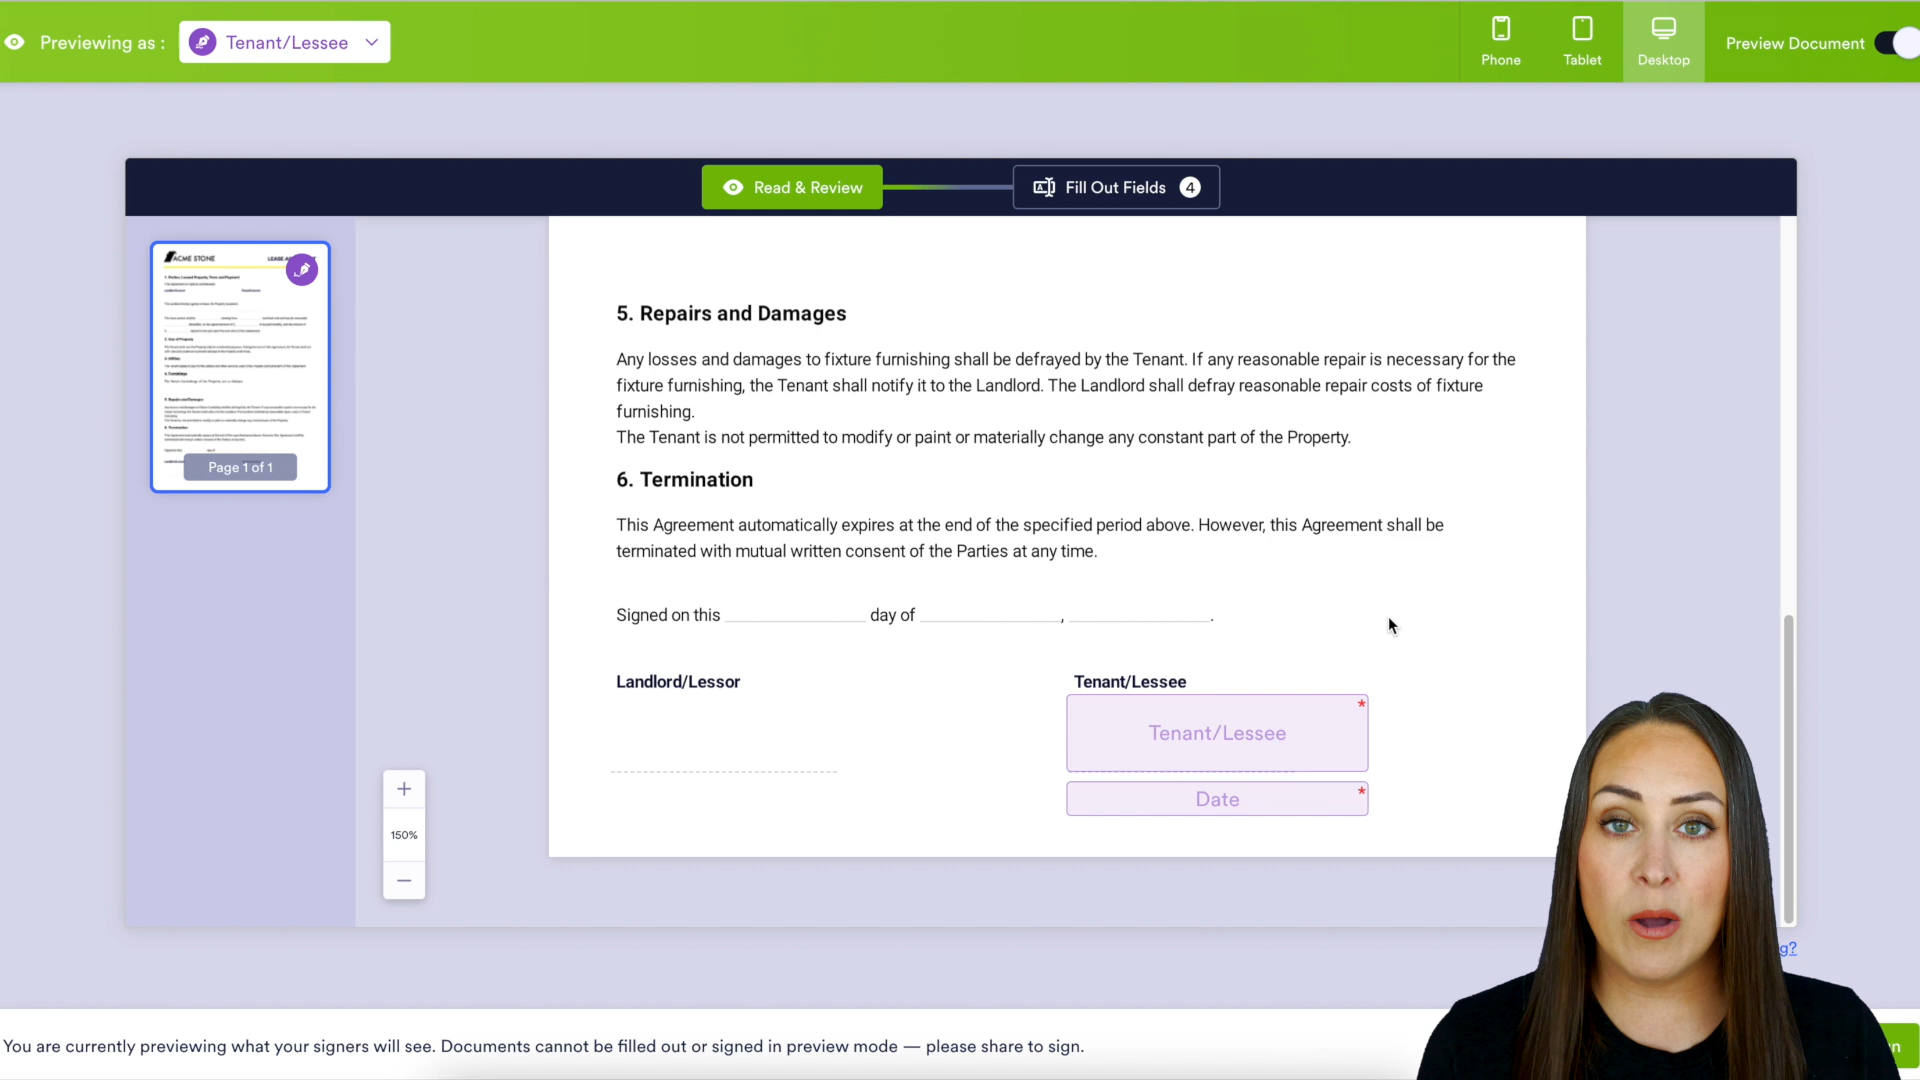 Previewing as :
Tenant/Lessee
Phone
Tablet
Desktop
Preview Document
Read & Review
Fill Out Fields 4
ACME STONE
Page 1 of 1
5. Repairs and Damages
Any losses and damages to fixture furnishing shall be defrayed by the Tenant. If any reasonable repair is necessary for the
fixture furnishing, the Tenant shall notify it to the Landlord. The Landlord shall defray reasonable repair costs of fixture
furnishing.
The Tenant is not permitted to modify or paint or materially change any constant part of the Property.
6. Termination
This Agreement automatically expires at the end of the specified period above. However, this Agreement shall be
terminated with mutual written consent of the Parties at any time.
Signed on this ______________ day of ______________, ______________.
Landlord/Lessor
Tenant/Lessee
Tenant/Lessee *
Date *
+
150%
−
g?
You are currently previewing what your signers will see. Documents cannot be filled out or signed in preview mode — please share to sign.